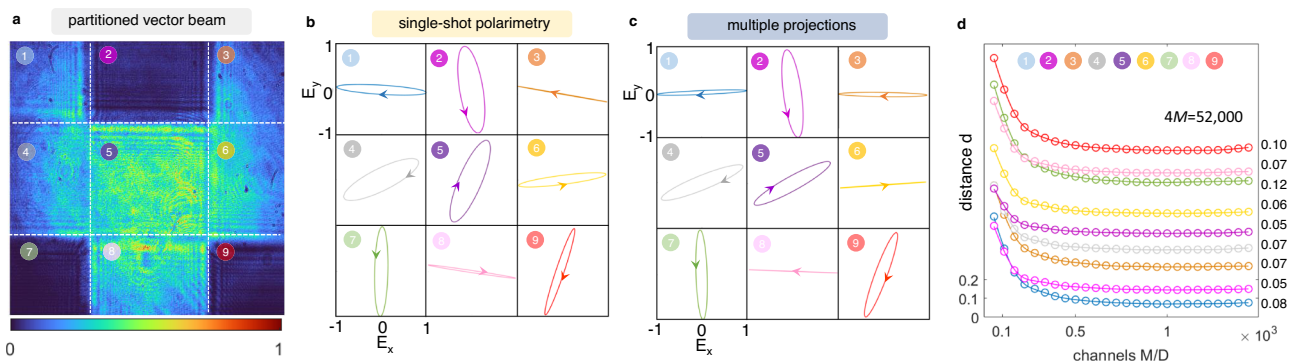 a partitioned vector beam
1 2 3
4 5 6
7 8 9
0 1
b single-shot polarimetry
1 2 3
1
E_y 0
-1
4 5 6
7 8 9
-1 0 1
E_x
c multiple projections
1 2 3
1
E_y 0
-1
4 5 6
7 8 9
-1 0 1
E_x
d
1 2 3 4 5 6 7 8 9
4M=52,000
distance d
0.10
0.07
0.12
0.06
0.05
0.07
0.07
0.05
0.08
0.2
0.1
0
0.1 0.5 1 × 10³
channels M/D